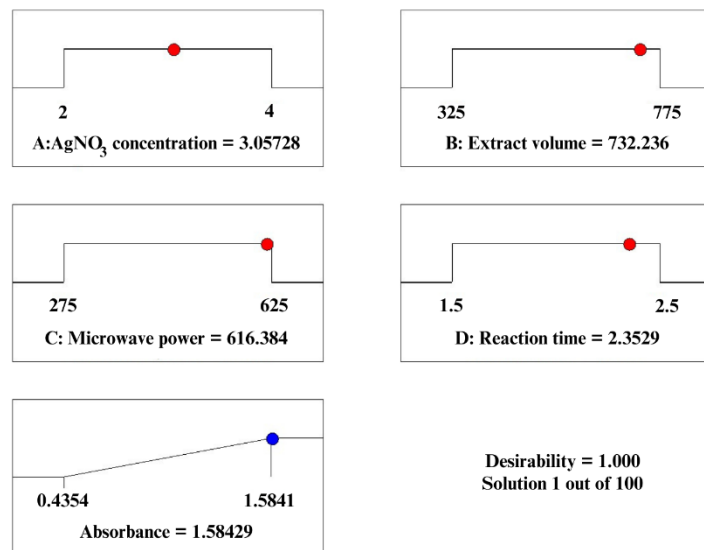 2 4
A:AgNO₃ concentration = 3.05728
325 775
B: Extract volume = 732.236
275 625
C: Microwave power = 616.384
1.5 2.5
D: Reaction time = 2.3529
0.4354 1.5841
Absorbance = 1.58429
Desirability = 1.000
Solution 1 out of 100